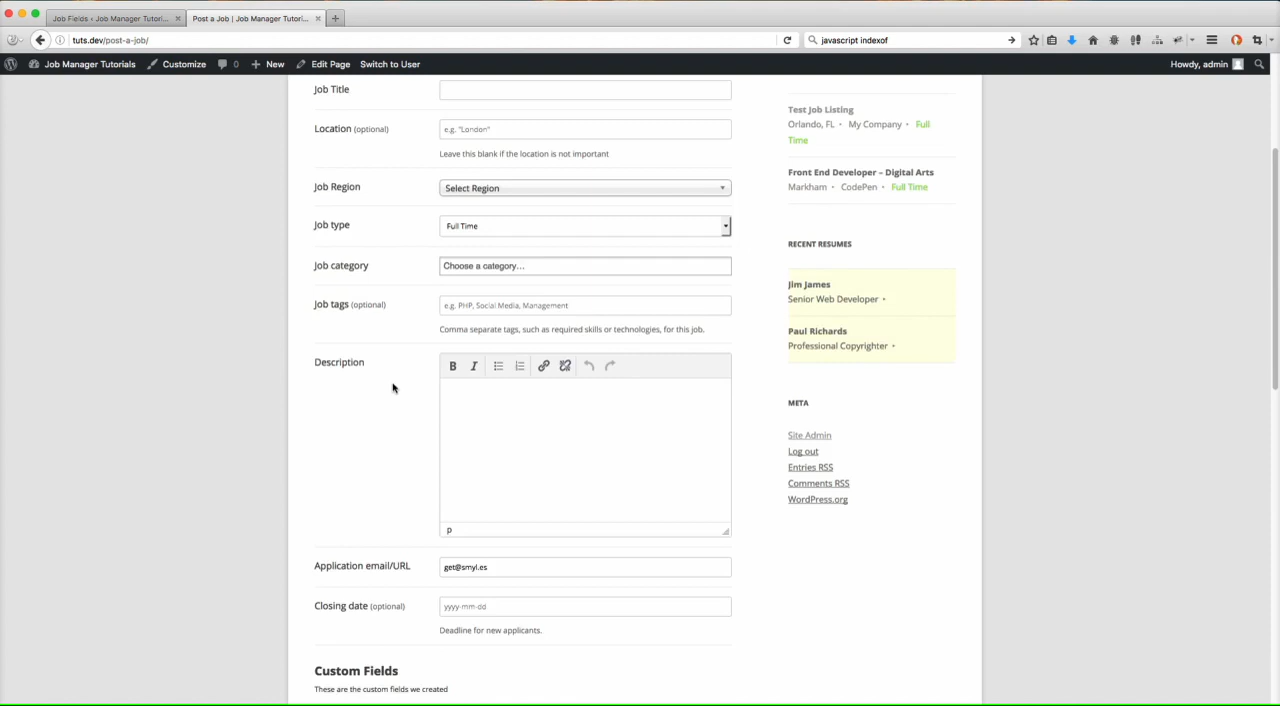 Job Fields ‹ Job Manager Tutori...
Post a Job | Job Manager Tutori...
tuts.dev/post-a-job/
javascript indexof
Job Manager Tutorials
Customize
0
New
Edit Page
Switch to User
Howdy, admin
Job Title
Location (optional)
e.g. "London"
Leave this blank if the location is not important
Job Region
Select Region
Job type
Full Time
Job category
Choose a category...
Job tags (optional)
e.g. PHP, Social Media, Management
Comma separate tags, such as required skills or technologies, for this job.
Description
B I
p
Application email/URL
get@smyl.es
Closing date (optional)
yyyy-mm-dd
Deadline for new applicants.
Custom Fields
These are the custom fields we created
Test Job Listing
Orlando, FL • My Company • Full
Time
Front End Developer – Digital Arts
Markham • CodePen • Full Time
RECENT RESUMES
Jim James
Senior Web Developer •
Paul Richards
Professional Copyrighter •
META
Site Admin
Log out
Entries RSS
Comments RSS
WordPress.org